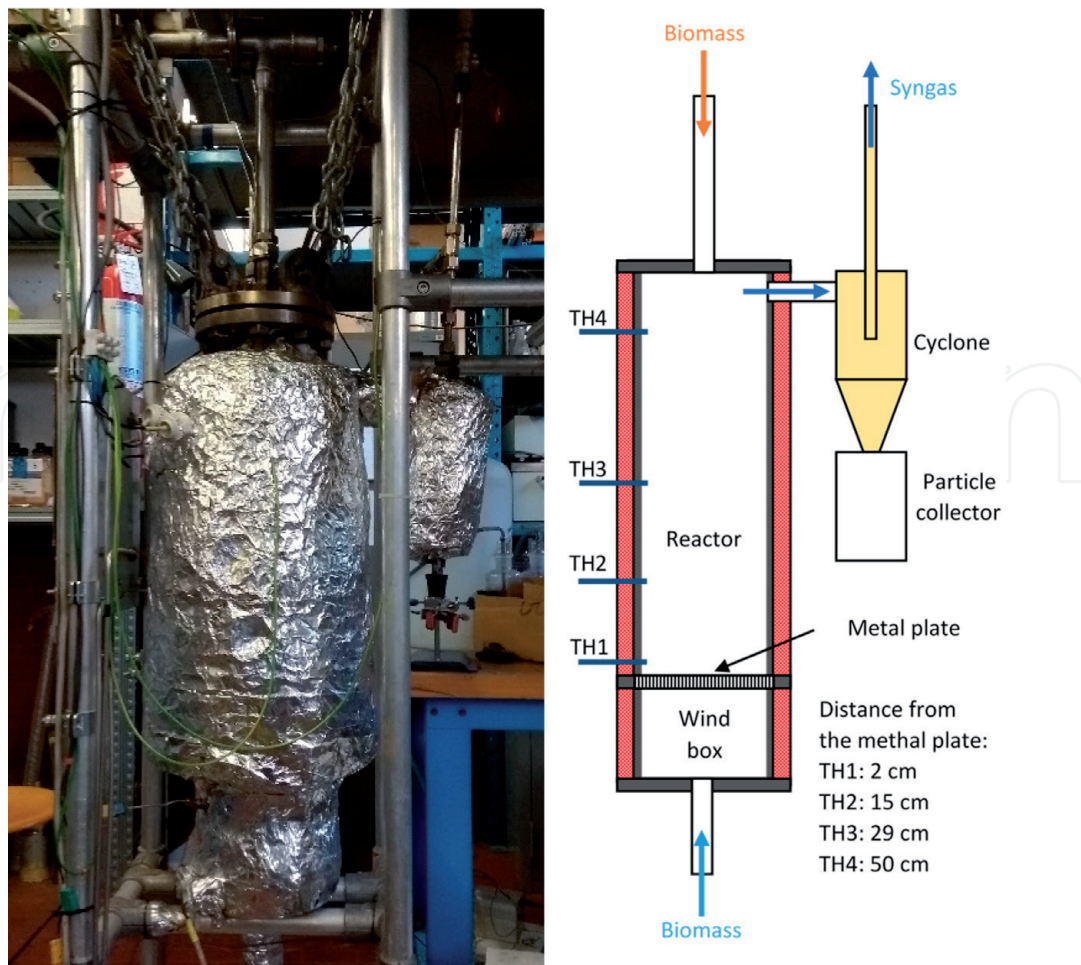 Biomass
Syngas
TH4
Cyclone
TH3
Particle
collector
Reactor
TH2
Metal plate
TH1
Wind
box
Distance from
the methal plate:
TH1: 2 cm
TH2: 15 cm
TH3: 29 cm
TH4: 50 cm
Biomass